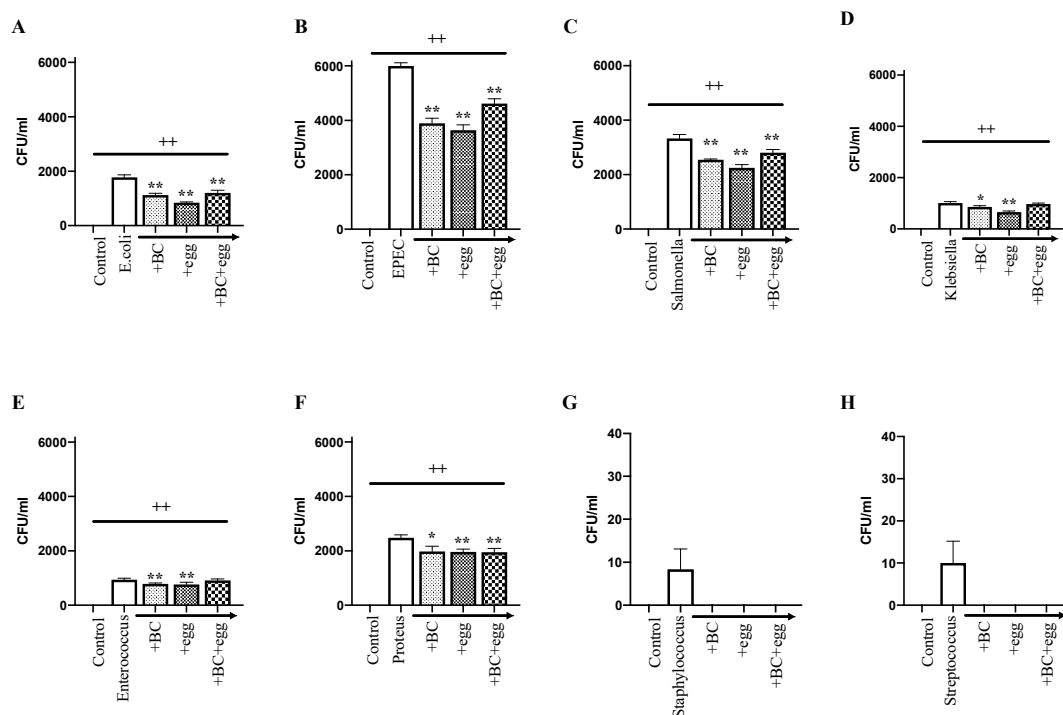 A
CFU/ml
6000
4000
2000
0
++
**
**
**
Control
E.coli
+BC
+egg
+BC+egg
B
CFU/ml
6000
4000
2000
0
++
**
**
**
Control
EPEC
+BC
+egg
+BC+egg
C
CFU/ml
6000
4000
2000
0
++
**
**
**
Control
Salmonella
+BC
+egg
+BC+egg
D
CFU/ml
6000
4000
2000
0
++
*
**
Control
Klebsiella
+BC
+egg
+BC+egg
E
CFU/ml
6000
4000
2000
0
++
**
**
Control
Enterococcus
+BC
+egg
+BC+egg
F
CFU/ml
6000
4000
2000
0
++
*
**
**
Control
Proteus
+BC
+egg
+BC+egg
G
CFU/ml
40
30
20
10
0
Control
Staphylococcus
+BC
+egg
+BC+egg
H
CFU/ml
40
30
20
10
0
Control
Streptococcus
+BC
+egg
+BC+egg